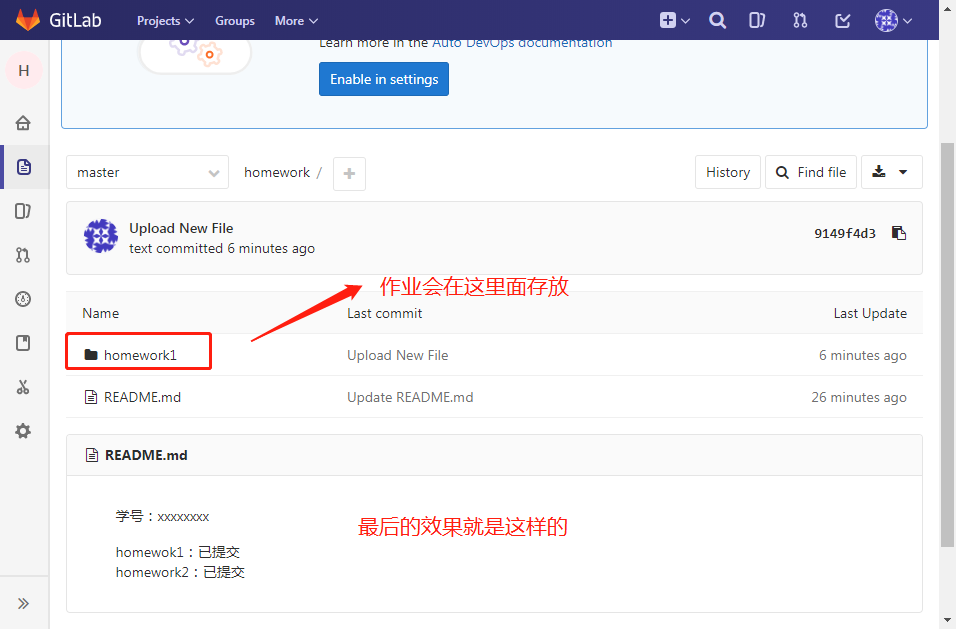 GitLab Projects Groups More
H
Learn more in the Auto DevOps documentation
Enable in settings
master homework / + History Find file
Upload New File
text committed 6 minutes ago
9149f4d3
作业会在这里面存放
Name Last commit Last Update
homework1 Upload New File 6 minutes ago
README.md Update README.md 26 minutes ago
README.md
学号：xxxxxxxx
最后的效果就是这样的
homewok1：已提交
homework2：已提交